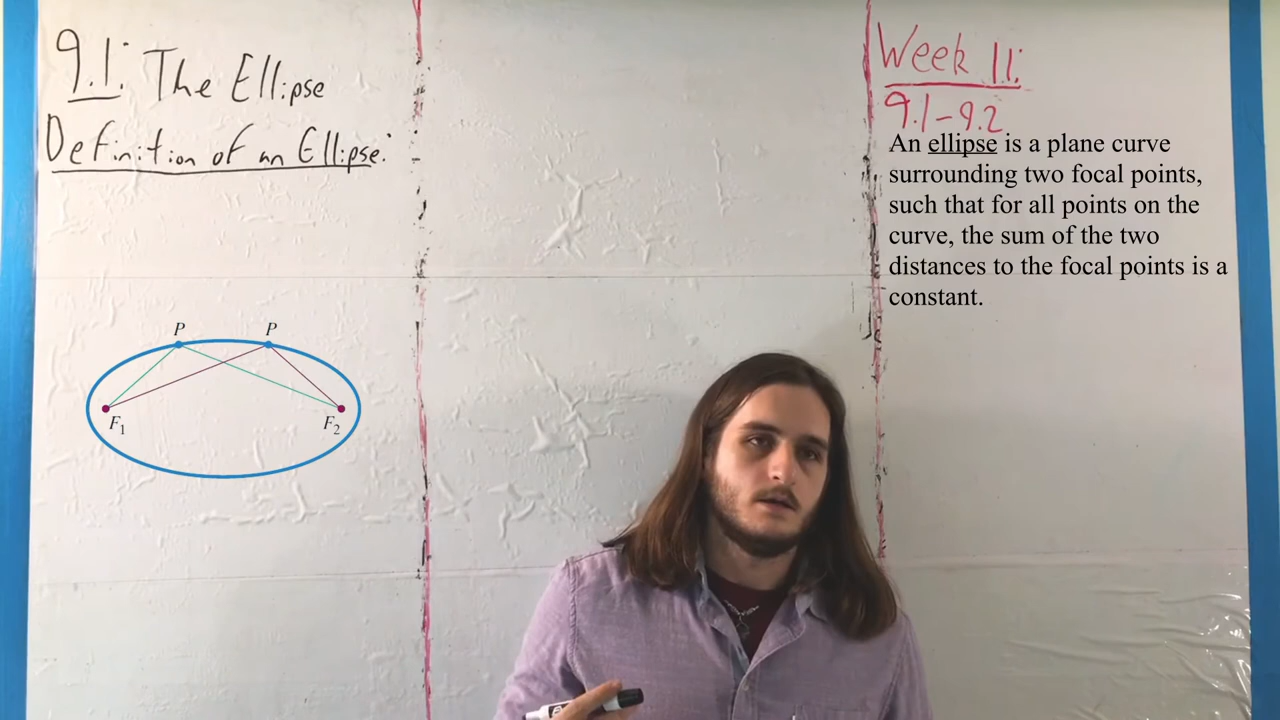 9.1: The Ellipse
Definition of an Ellipse:
P P
F1 F2
Week 11:
9.1-9.2
An ellipse is a plane curve
surrounding two focal points,
such that for all points on the
curve, the sum of the two
distances to the focal points is a
constant.